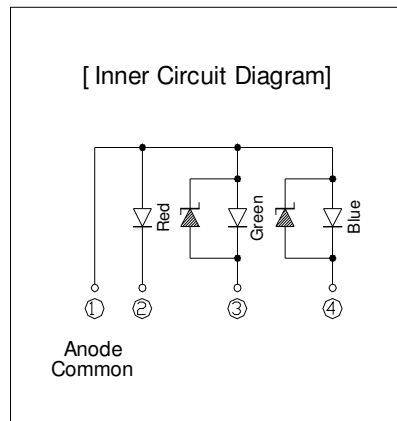 [ Inner Circuit Diagram]
Red
Green
Blue
1
2
3
4
Anode
Common